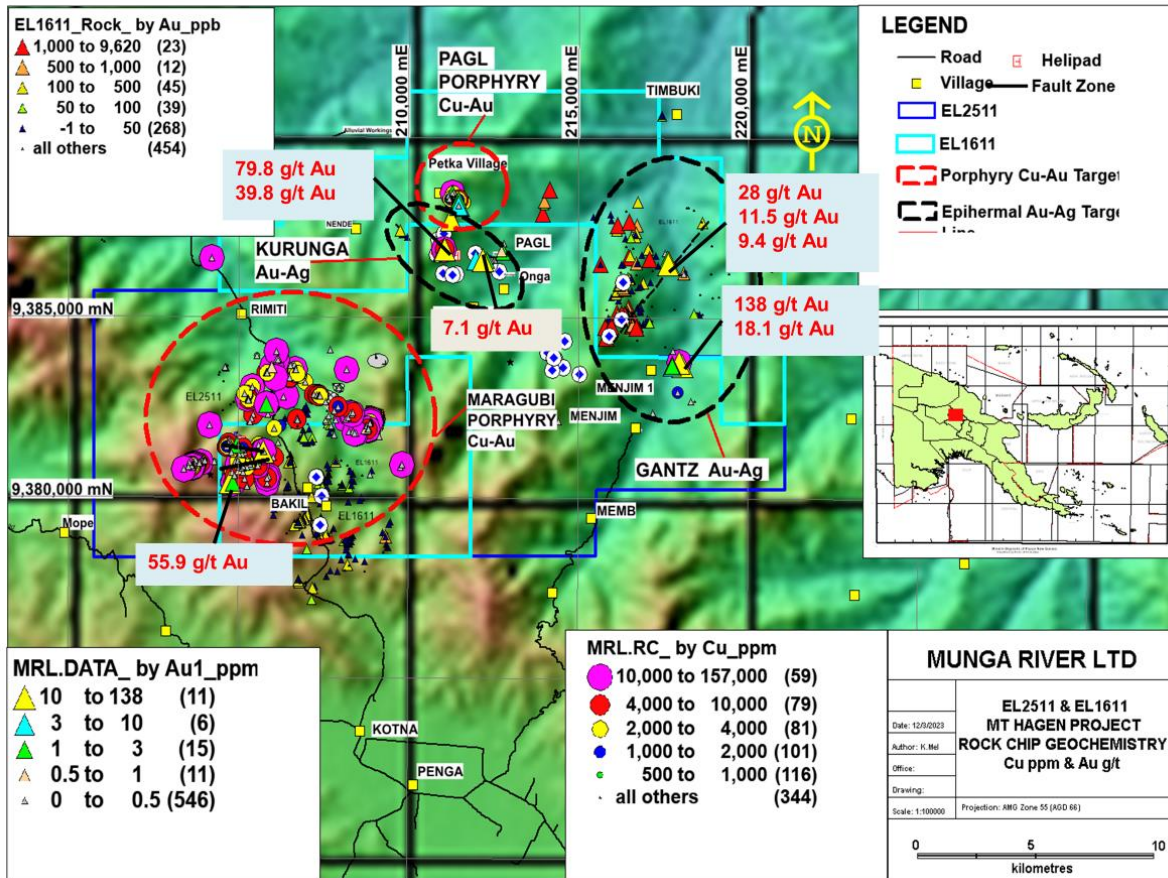 EL1611_Rock_ by Au_ppb
1,000 to 9,620 (23)
500 to 1,000 (12)
100 to 500 (45)
50 to 100 (39)
-1 to 50 (268)
all others (454)
PAGL
PORPHYRY
Cu-Au
210,000 mE
215,000 mE
220,000 mE
TIMBUKI
N
LEGEND
Road
Helipad
Village
Fault Zone
EL2511
EL1611
Porphyry Cu-Au Target
Epihermal Au-Ag Targe
Line
Alluvial Workings
Petka Village
79.8 g/t Au
39.8 g/t Au
28 g/t Au
11.5 g/t Au
9.4 g/t Au
NENDE
EL1611
PAGL
Onga
KURUNGA
Au-Ag
9,385,000 mN
RIMITI
7.1 g/t Au
138 g/t Au
18.1 g/t Au
EL2511
MENJIM 1
MENJIM
MARAGUBI
PORPHYRY
Cu-Au
GANTZ Au-Ag
EL1611
9,380,000 mN
BAKIL
EL1611
MEMB
Mope
55.9 g/t Au
MRL.DATA_ by Au1_ppm
10 to 138 (11)
3 to 10 (6)
1 to 3 (15)
0.5 to 1 (11)
0 to 0.5 (546)
KOTNA
PENGA
MRL.RC_ by Cu_ppm
10,000 to 157,000 (59)
4,000 to 10,000 (79)
2,000 to 4,000 (81)
1,000 to 2,000 (101)
500 to 1,000 (116)
all others (344)
MUNGA RIVER LTD
Date: 12/3/2023
Author: K.Mel
Office:
Drawing:
Scale: 1:100000
EL2511 & EL1611
MT HAGEN PROJECT
ROCK CHIP GEOCHEMISTRY
Cu ppm & Au g/t
Projection: AMG Zone 55 (AGD 66)
0 5 10
kilometres